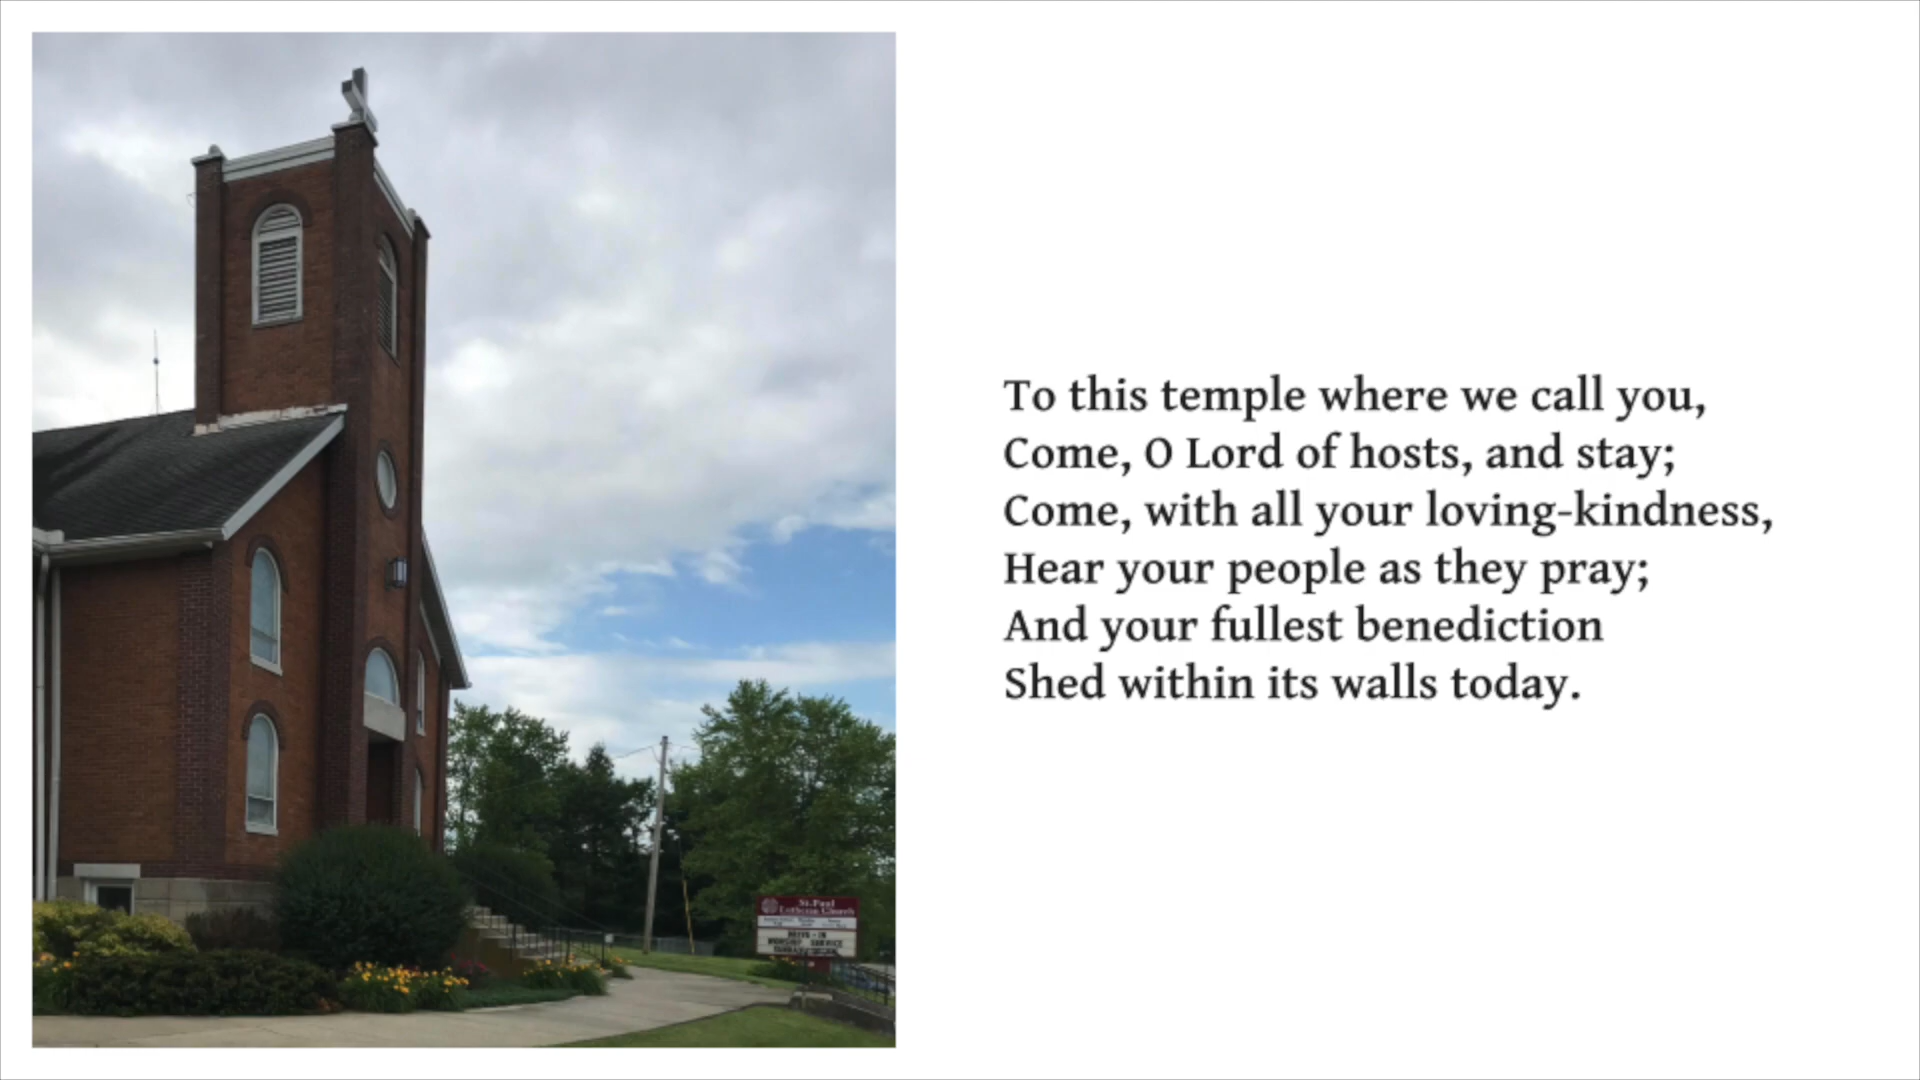 To this temple where we call you,
Come, O Lord of hosts, and stay;
Come, with all your loving-kindness,
Hear your people as they pray;
And your fullest benediction
Shed within its walls today.
St. Paul
Lutheran Church
DRIVE-IN
WORSHIP SERVICE